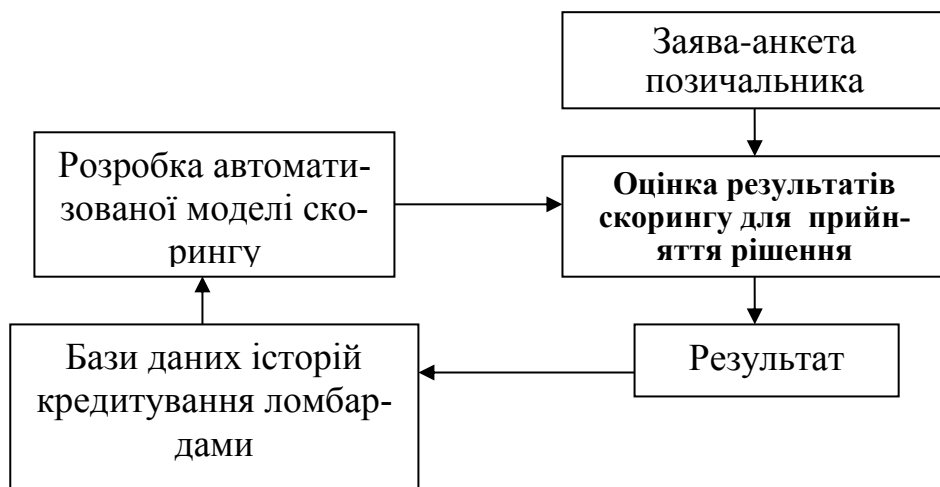 Заява-анкета
позичальника
Розробка автомати-
зованої моделі ско-
рингу
Оцінка результатів
скорингу для  прийн-
яття рішення
Бази даних історій
кредитування ломбар-
дами
Результат